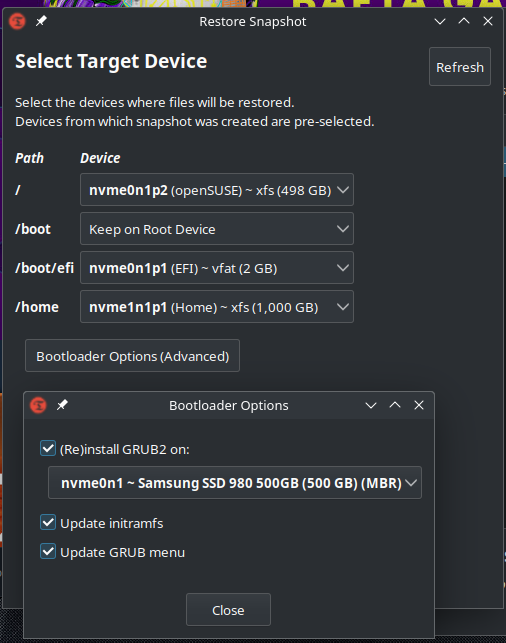 Restore Snapshot
Select Target Device
Refresh
Select the devices where files will be restored.
Devices from which snapshot was created are pre-selected.
Path Device
/ nvme0n1p2 (openSUSE) ~ xfs (498 GB)
/boot Keep on Root Device
/boot/efi nvme0n1p1 (EFI) ~ vfat (2 GB)
/home nvme1n1p1 (Home) ~ xfs (1,000 GB)
Bootloader Options (Advanced)
Bootloader Options
(Re)install GRUB2 on:
nvme0n1 ~ Samsung SSD 980 500GB (500 GB) (MBR)
Update initramfs
Update GRUB menu
Close